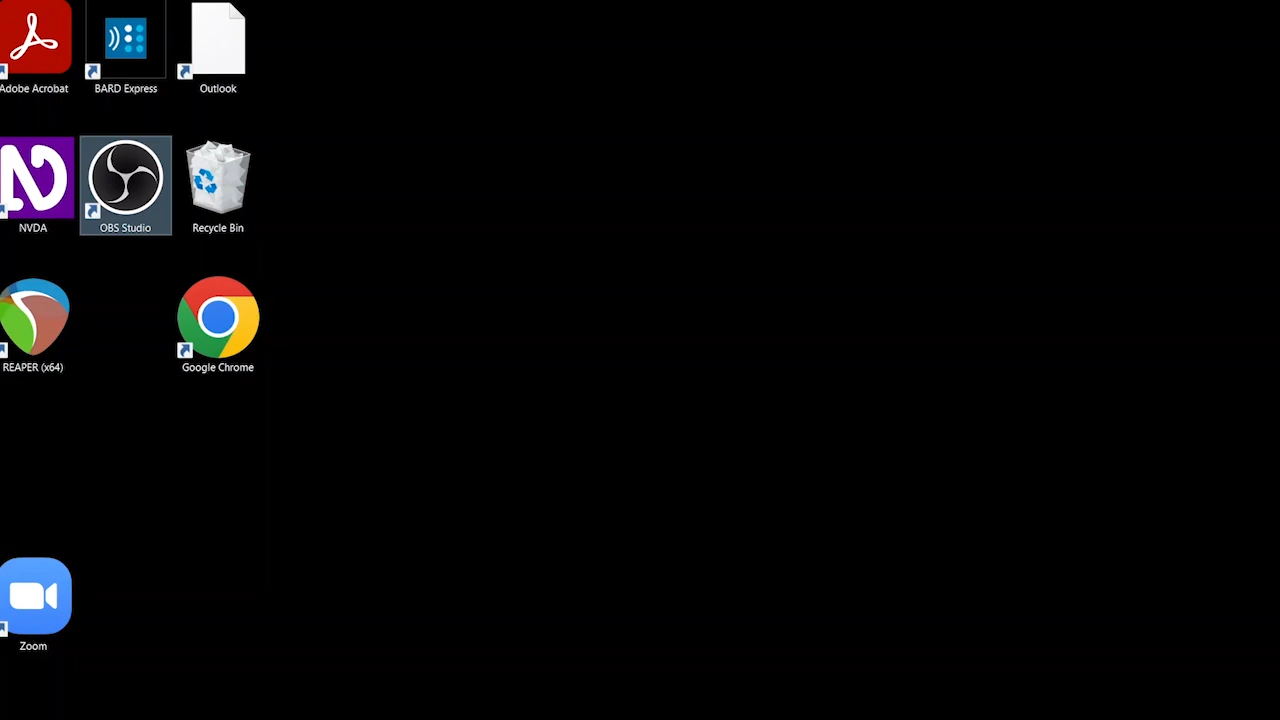 Adobe Acrobat
BARD Express
Outlook
NVDA
OBS Studio
Recycle Bin
REAPER (x64)
Google Chrome
Zoom